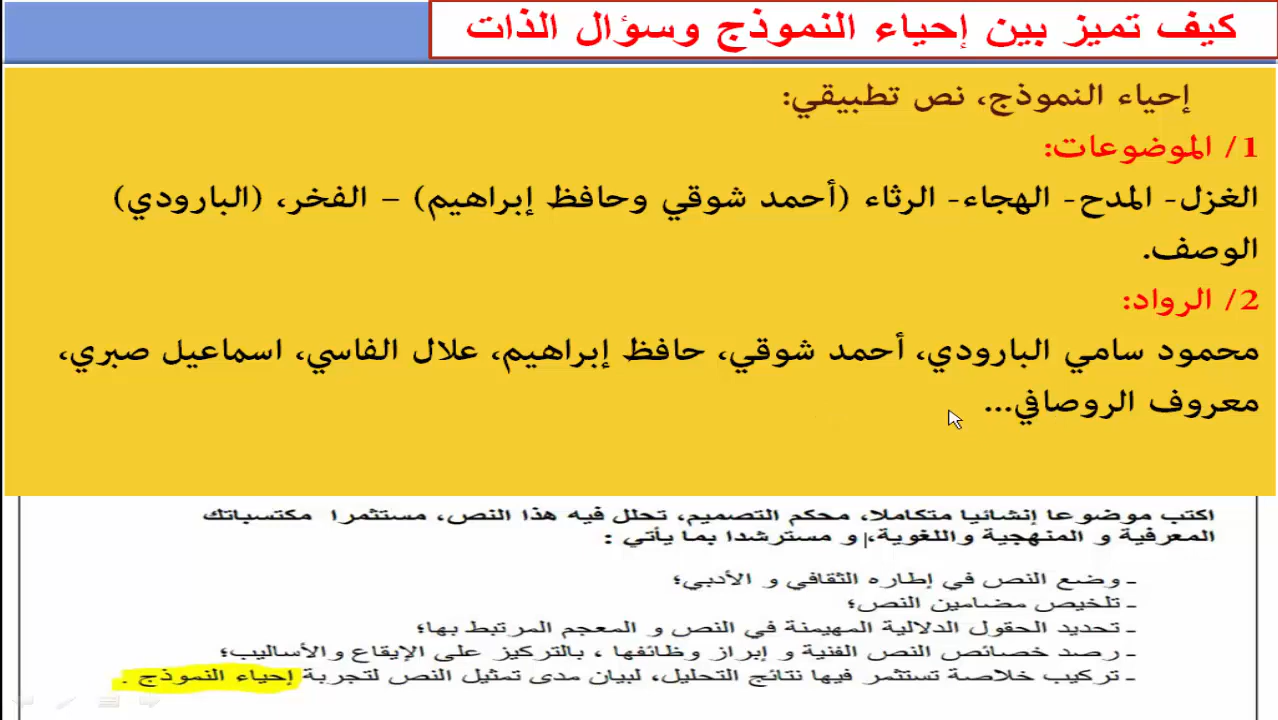 كيف تميز بين إحياء النموذج وسؤال الذات
إحياء النموذج، نص تطبيقي:
1/ الموضوعات:
الغزل- المدح- الهجاء- الرثاء (أحمد شوقي وحافظ إبراهيم) – الفخر، (البارودي)
الوصف.
2/ الرواد:
محمود سامي البارودي، أحمد شوقي، حافظ إبراهيم، علال الفاسي، اسماعيل صبري،
معروف الروصافي...
اكتب موضوعا إنشائيا متكاملا، محكم التصميم، تحلل فيه هذا النص، مستثمرا مكتسباتك
المعرفية و المنهجية واللغوية، و مسترشدا بما يأتي :
ـ وضع النص في إطاره الثقافي و الأدبي؛
ـ تلخيص مضامين النص؛
ـ تحديد الحقول الدلالية المهيمنة في النص و المعجم المرتبط بها؛
ـ رصد خصائص النص الفنية و إبراز وظائفها ، بالتركيز على الإيقاع والأساليب؛
ـ تركيب خلاصة تستثمر فيها نتائج التحليل، لبيان مدى تمثيل النص لتجربة إحياء النموذج .